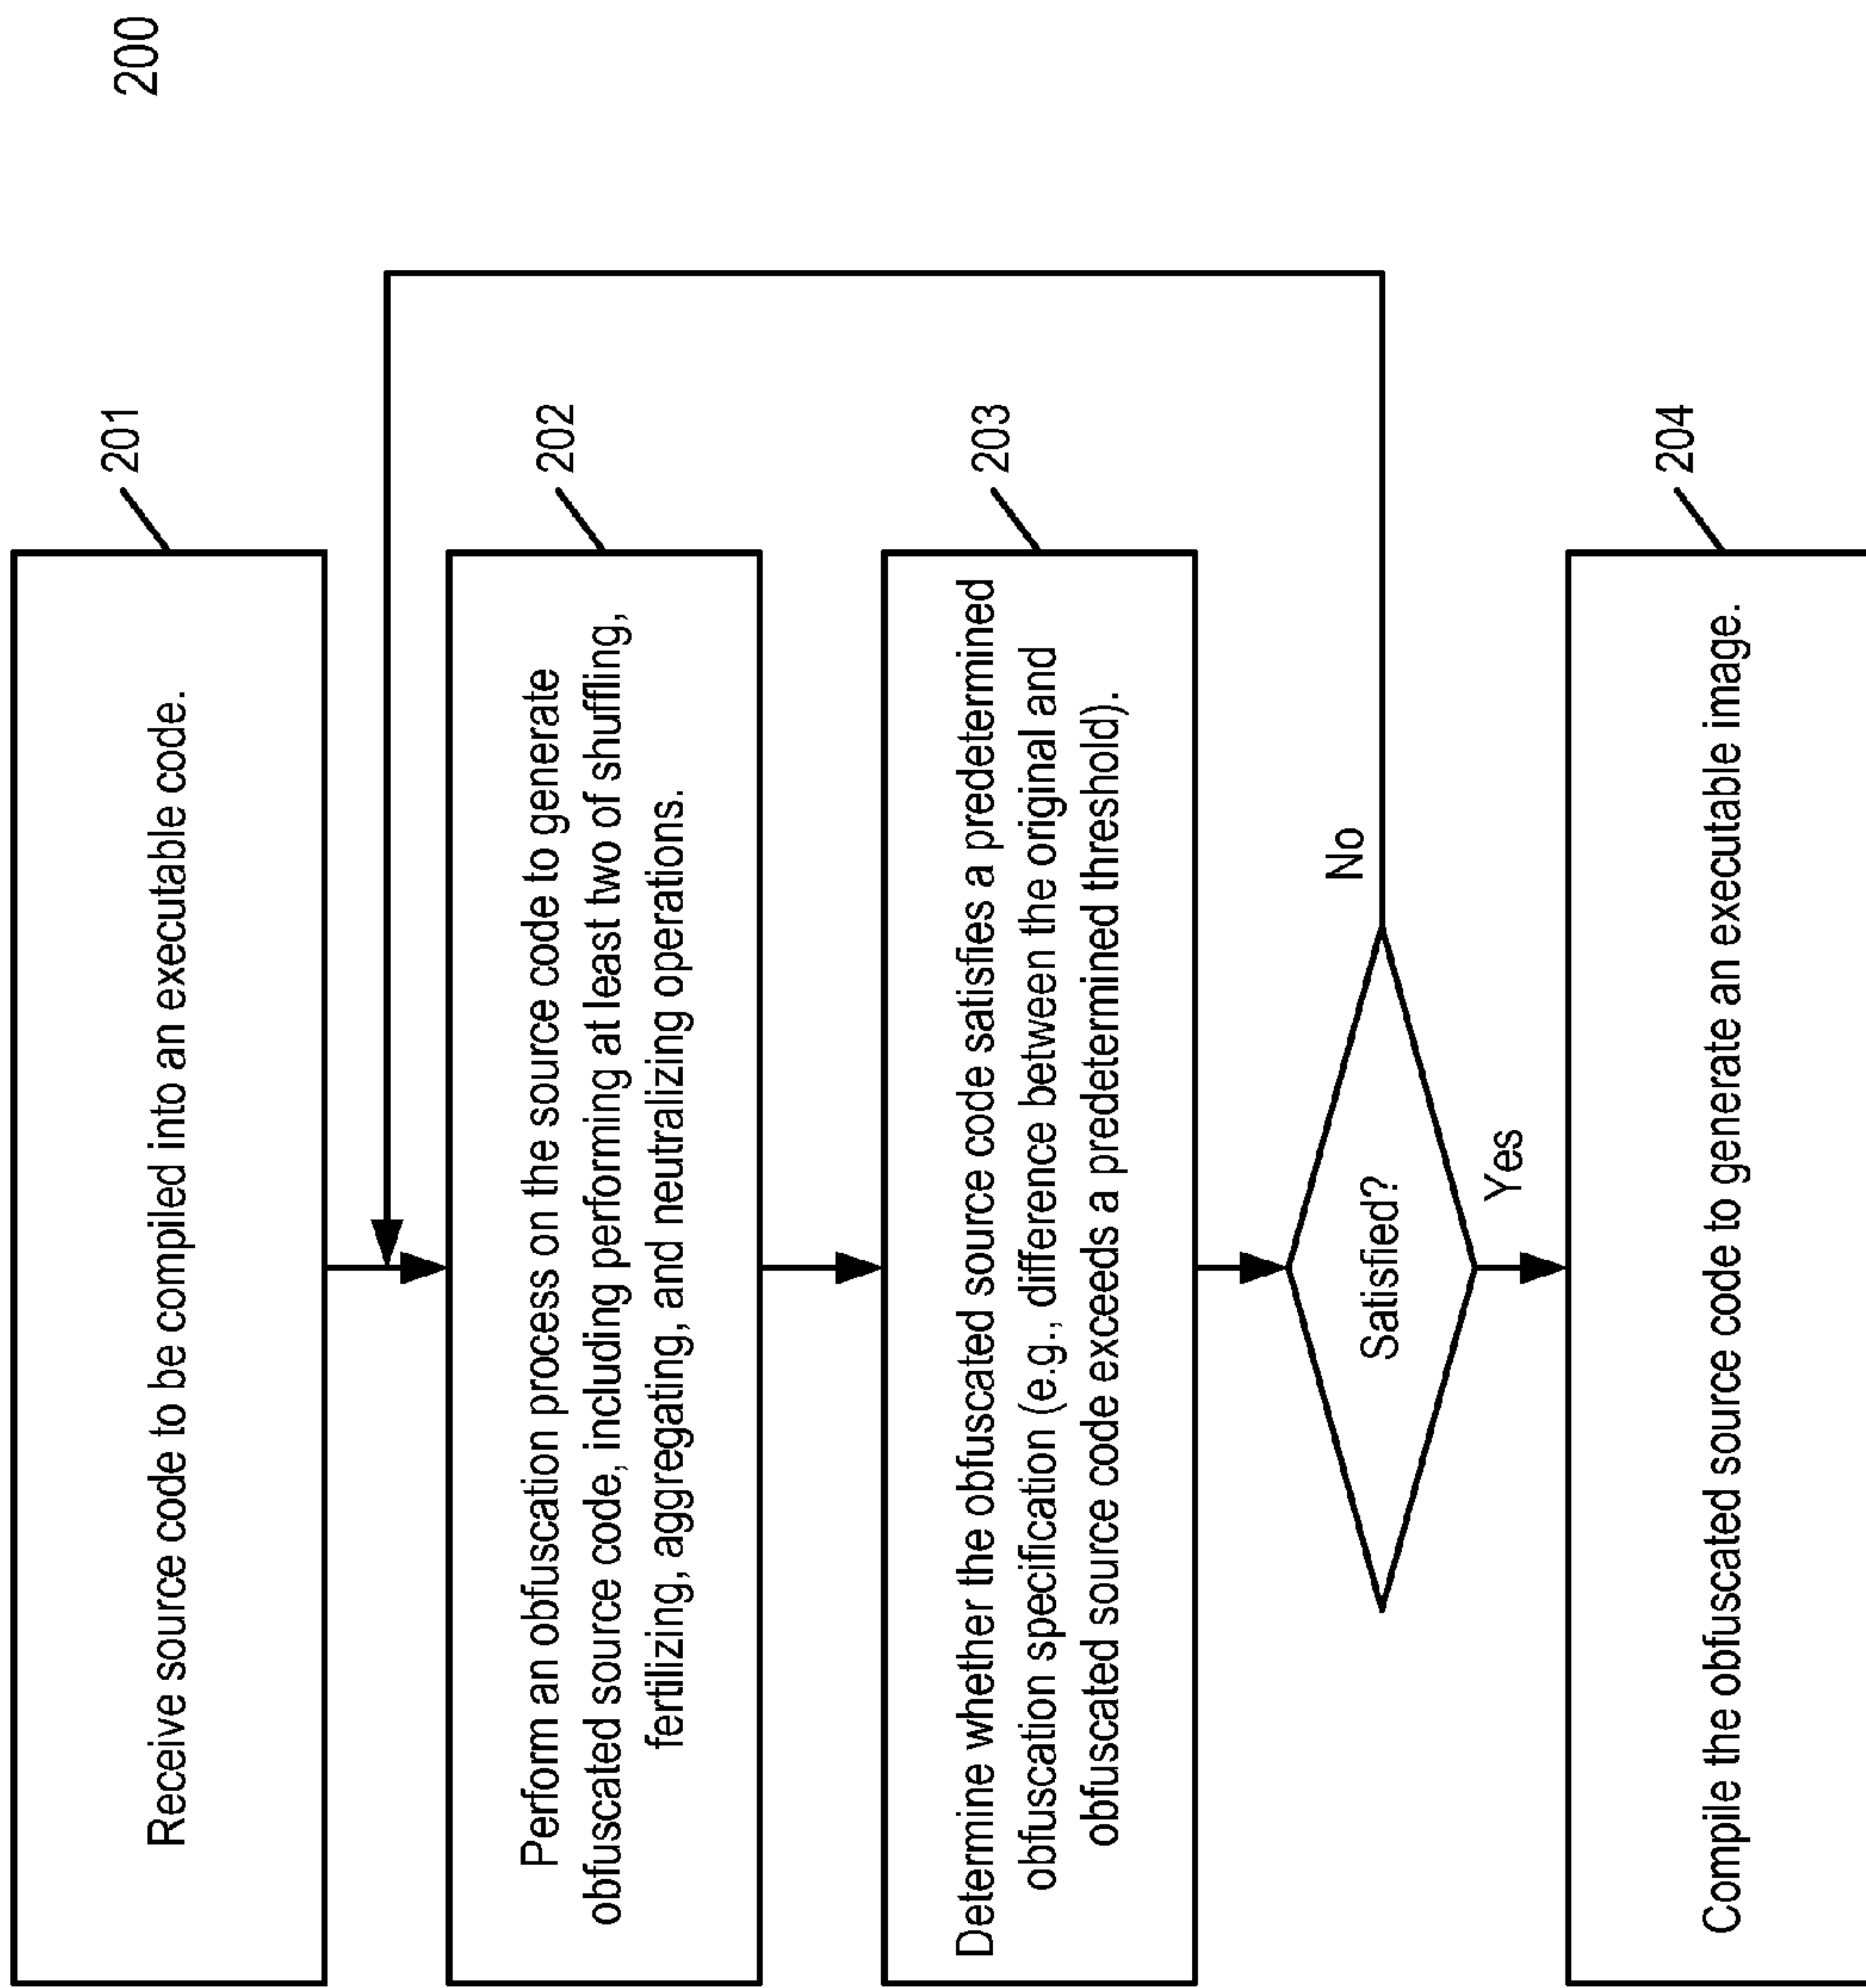 200
201
Receive source code to be compiled into an executable code.
202
Perform an obfuscation process on the source code to generate
obfuscated source code, including performing at least two of shuffling,
fertilizing, aggregating, and neutralizing operations.
203
Determine whether the obfuscated source code satisfies a predetermined
obfuscation specification (e.g., difference between the original and
obfuscated source code exceeds a predetermined threshold).
Satisfied?
No
Yes
204
Compile the obfuscated source code to generate an executable image.